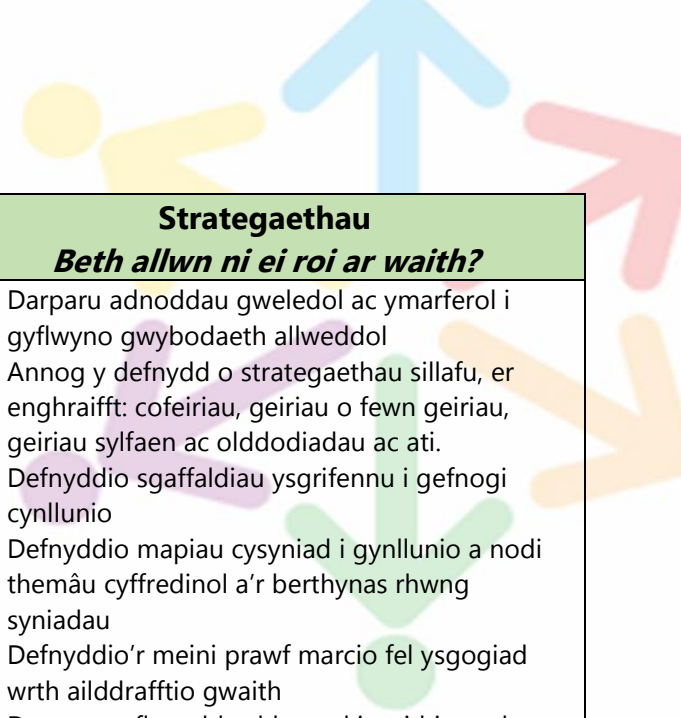 Strategaethau
Beth allwn ni ei roi ar waith?
Darparu adnoddau gweledol ac ymarferol i
gyflwyno gwybodaeth allweddol
Annog y defnydd o strategaethau sillafu, er
enghraifft: cofeiriau, geiriau o fewn geiriau,
geiriau sylfaen ac olddodiadau ac ati.
Defnyddio sgaffaldiau ysgrifennu i gefnogi
cynllunio
Defnyddio mapiau cysyniad i gynllunio a nodi
themâu cyffredinol a'r berthynas rhwng
syniadau
Defnyddio'r meini prawf marcio fel ysgogiad
wrth ailddrafftio gwaith